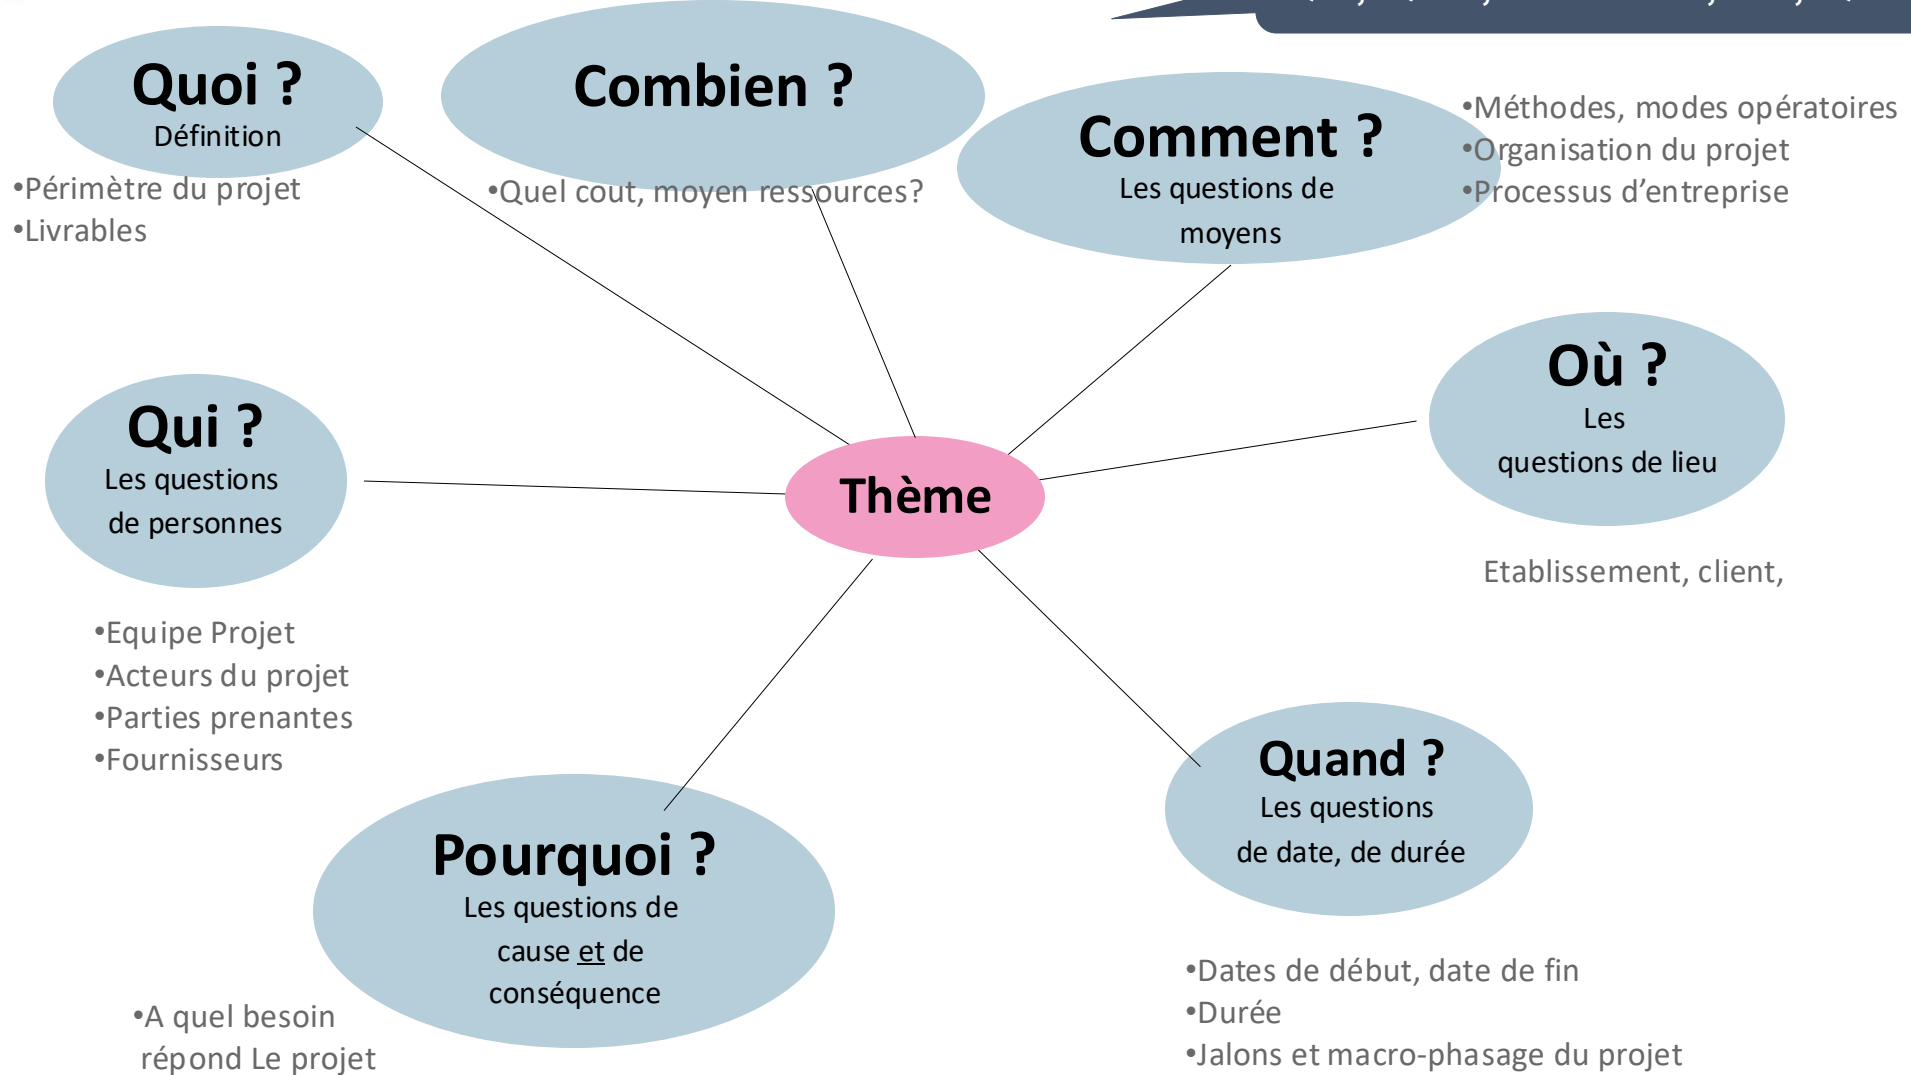 Quoi ?
Définition
•Périmètre du projet
•Livrables
Combien ?
•Quel cout, moyen ressources?
Comment ?
Les questions de
moyens
•Méthodes, modes opératoires
•Organisation du projet
•Processus d’entreprise
Où ?
Les
questions de lieu
Etablissement, client,
Qui ?
Les questions
de personnes
•Equipe Projet
•Acteurs du projet
•Parties prenantes
•Fournisseurs
Thème
Pourquoi ?
Les questions de
cause et de
conséquence
•A quel besoin
répond Le projet
Quand ?
Les questions
de date, de durée
•Dates de début, date de fin
•Durée
•Jalons et macro-phasage du projet